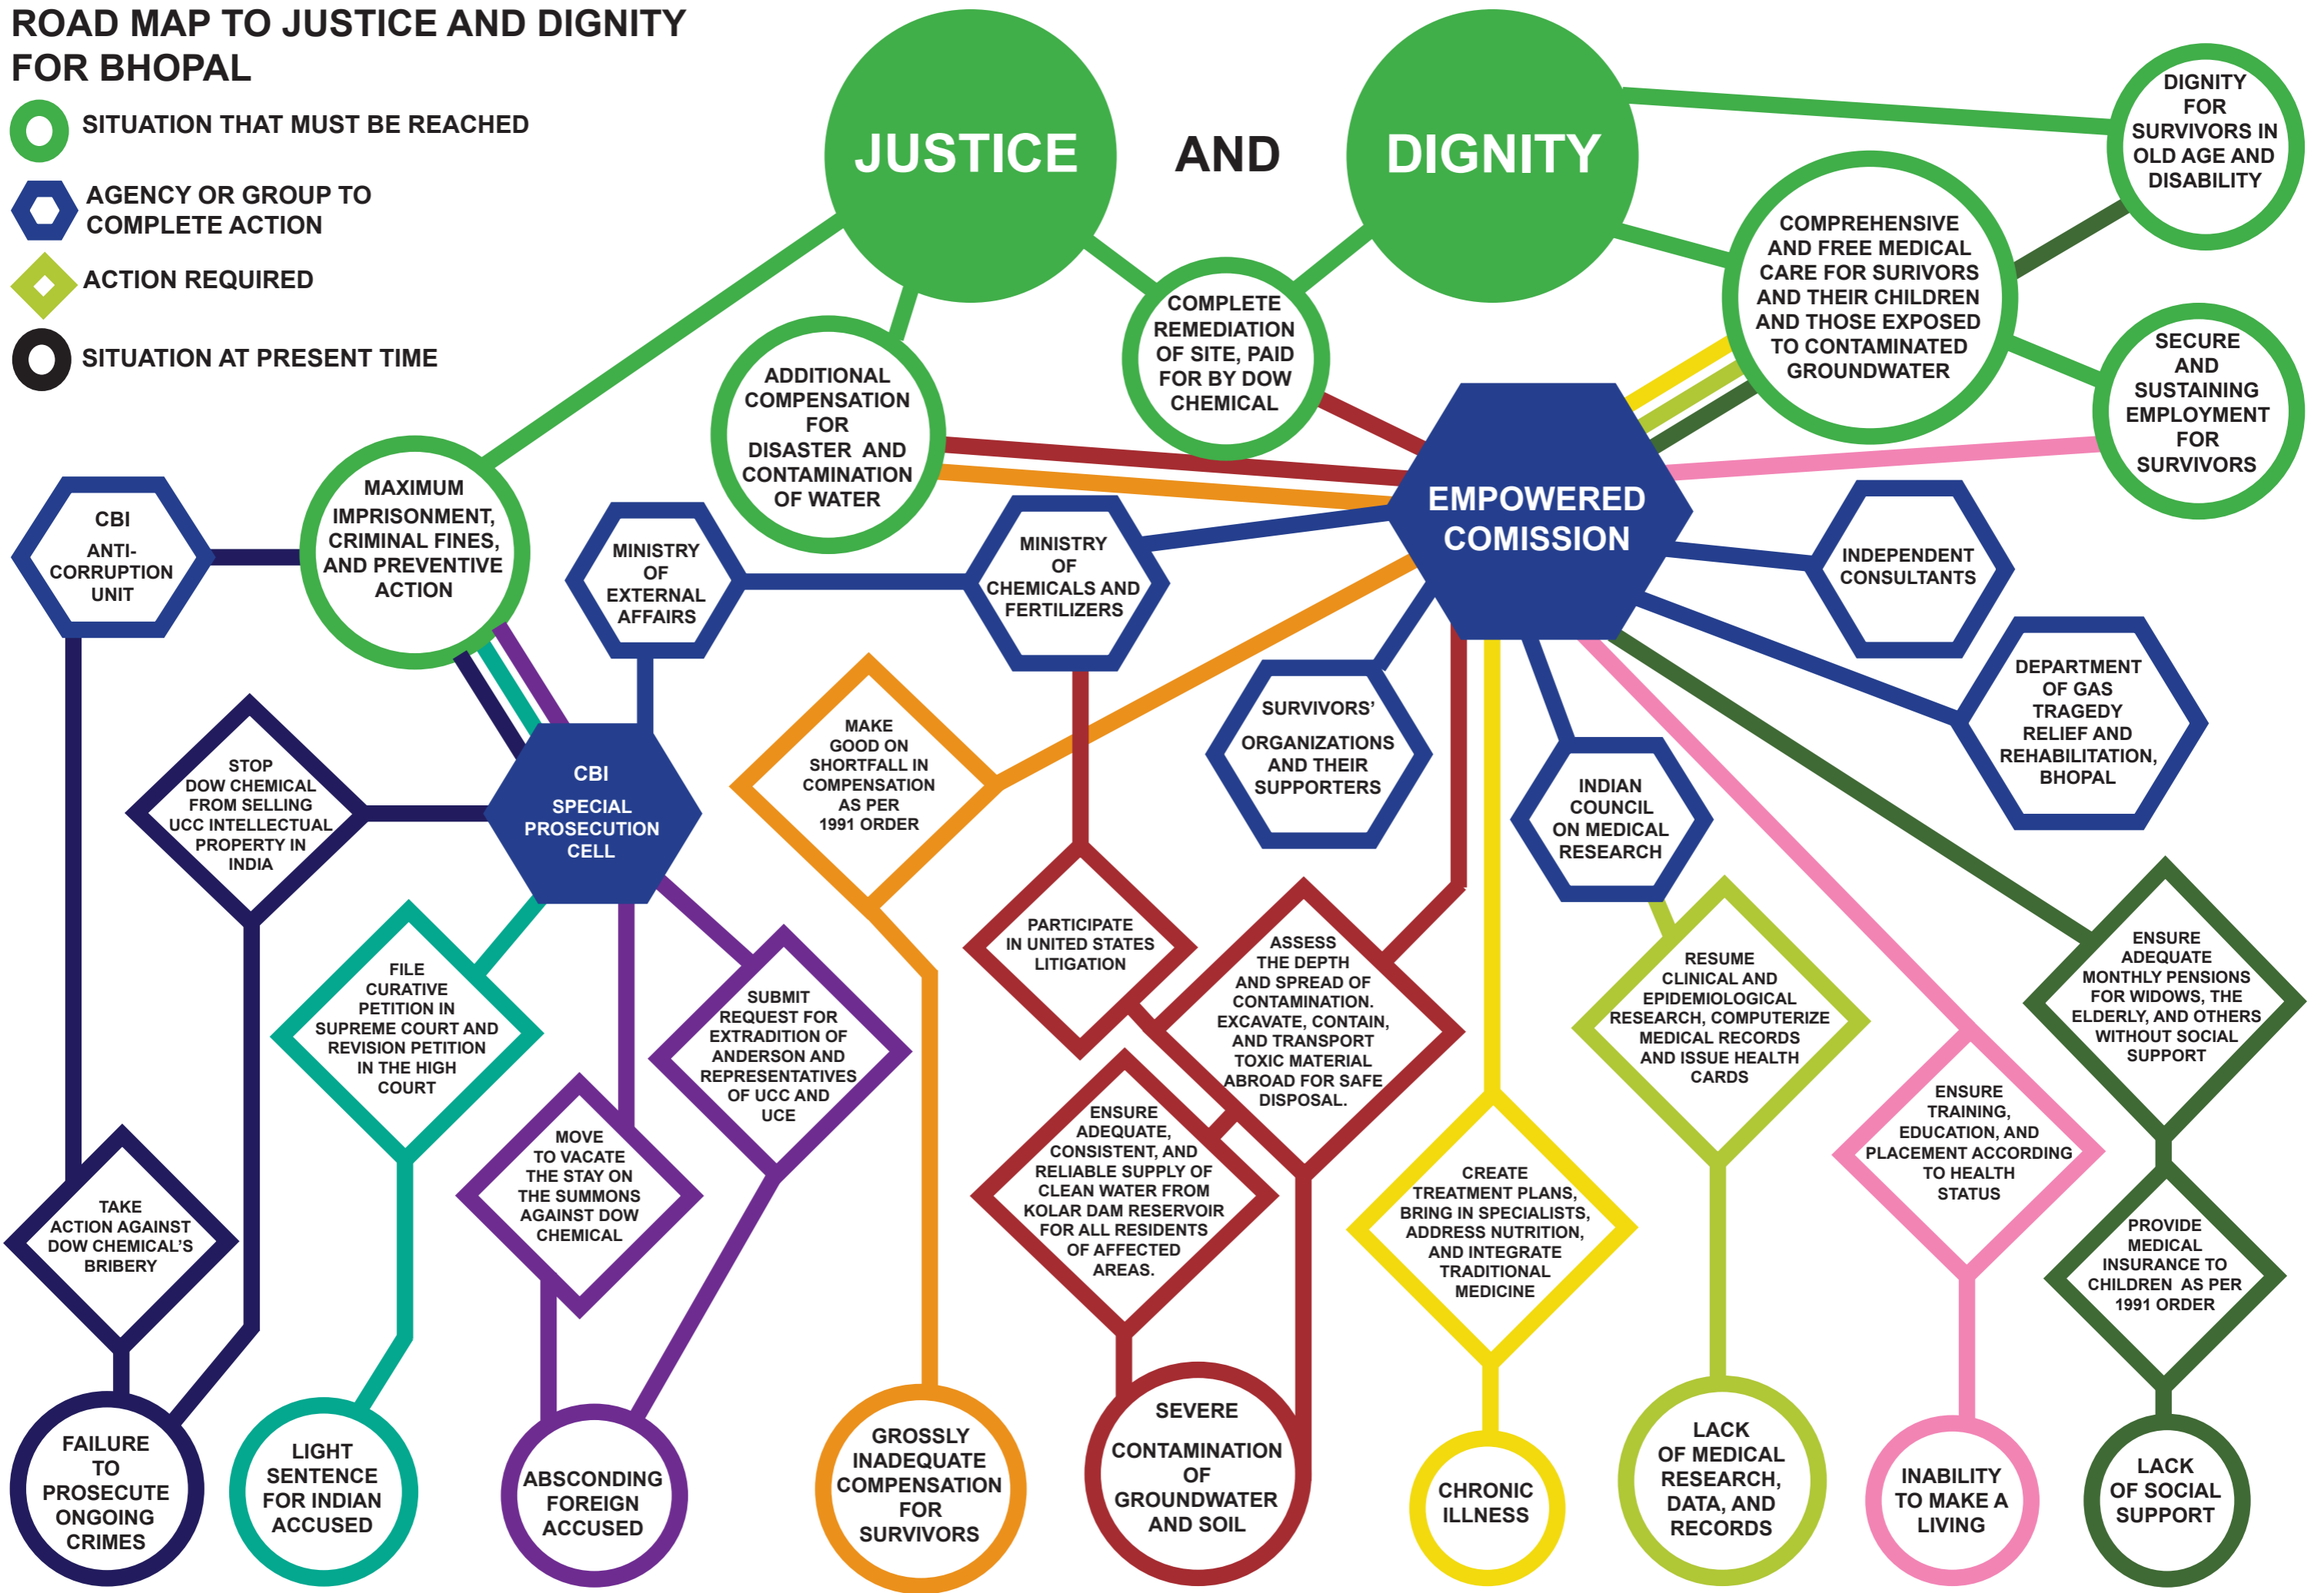 ROAD MAP TO JUSTICE AND DIGNITY
FOR BHOPAL
SITUATION THAT MUST BE REACHED
AGENCY OR GROUP TO
COMPLETE ACTION
ACTION REQUIRED
SITUATION AT PRESENT TIME
JUSTICE
AND
DIGNITY
DIGNITY
FOR
SURVIVORS IN
OLD AGE AND
DISABILITY
COMPREHENSIVE
AND FREE MEDICAL
CARE FOR SURIVORS
AND THEIR CHILDREN
AND THOSE EXPOSED
TO CONTAMINATED
GROUNDWATER
COMPLETE
REMEDIATION
OF SITE, PAID
FOR BY DOW
CHEMICAL
ADDITIONAL
COMPENSATION
FOR
DISASTER AND
CONTAMINATION
OF WATER
SECURE
AND
SUSTAINING
EMPLOYMENT
FOR
SURVIVORS
MAXIMUM
IMPRISONMENT,
CRIMINAL FINES,
AND PREVENTIVE
ACTION
CBI
ANTI-
CORRUPTION
UNIT
MINISTRY
OF
EXTERNAL
AFFAIRS
MINISTRY
OF
CHEMICALS AND
FERTILIZERS
EMPOWERED
COMISSION
INDEPENDENT
CONSULTANTS
DEPARTMENT
OF GAS
TRAGEDY
RELIEF AND
REHABILITATION,
BHOPAL
SURVIVORS’
ORGANIZATIONS
AND THEIR
SUPPORTERS
INDIAN
COUNCIL
ON MEDICAL
RESEARCH
CBI
SPECIAL
PROSECUTION
CELL
STOP
DOW CHEMICAL
FROM SELLING
UCC INTELLECTUAL
PROPERTY IN
INDIA
MAKE
GOOD ON
SHORTFALL IN
COMPENSATION
AS PER
1991 ORDER
FILE
CURATIVE
PETITION IN
SUPREME COURT AND
REVISION PETITION
IN THE HIGH
COURT
SUBMIT
REQUEST FOR
EXTRADITION OF
ANDERSON AND
REPRESENTATIVES
OF UCC AND
UCE
PARTICIPATE
IN UNITED STATES
LITIGATION
ASSESS
THE DEPTH
AND SPREAD OF
CONTAMINATION.
EXCAVATE, CONTAIN,
AND TRANSPORT
TOXIC MATERIAL
ABROAD FOR SAFE
DISPOSAL.
RESUME
CLINICAL AND
EPIDEMIOLOGICAL
RESEARCH, COMPUTERIZE
MEDICAL RECORDS
AND ISSUE HEALTH
CARDS
ENSURE
ADEQUATE
MONTHLY PENSIONS
FOR WIDOWS, THE
ELDERLY, AND OTHERS
WITHOUT SOCIAL
SUPPORT
TAKE
ACTION AGAINST
DOW CHEMICAL’S
BRIBERY
MOVE
TO VACATE
THE STAY ON
THE SUMMONS
AGAINST DOW
CHEMICAL
ENSURE
ADEQUATE,
CONSISTENT, AND
RELIABLE SUPPLY OF
CLEAN WATER FROM
KOLAR DAM RESERVOIR
FOR ALL RESIDENTS
OF AFFECTED
AREAS.
CREATE
TREATMENT PLANS,
BRING IN SPECIALISTS,
ADDRESS NUTRITION,
AND INTEGRATE
TRADITIONAL
MEDICINE
ENSURE
TRAINING,
EDUCATION, AND
PLACEMENT ACCORDING
TO HEALTH
STATUS
PROVIDE
MEDICAL
INSURANCE TO
CHILDREN AS PER
1991 ORDER
FAILURE
TO
PROSECUTE
ONGOING
CRIMES
LIGHT
SENTENCE
FOR INDIAN
ACCUSED
ABSCONDING
FOREIGN
ACCUSED
GROSSLY
INADEQUATE
COMPENSATION
FOR
SURVIVORS
SEVERE
CONTAMINATION
OF
GROUNDWATER
AND SOIL
CHRONIC
ILLNESS
LACK
OF MEDICAL
RESEARCH,
DATA, AND
RECORDS
INABILITY
TO MAKE A
LIVING
LACK
OF SOCIAL
SUPPORT